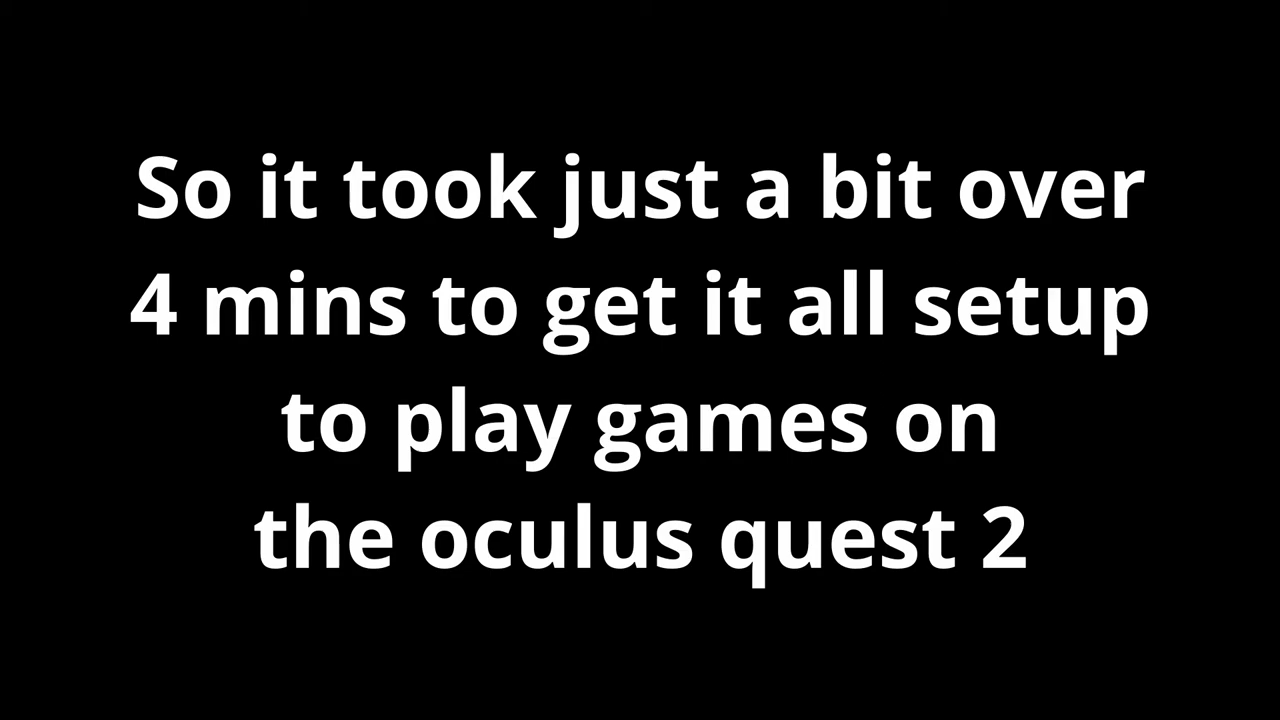 So it took just a bit over
4 mins to get it all setup
to play games on
the oculus quest 2